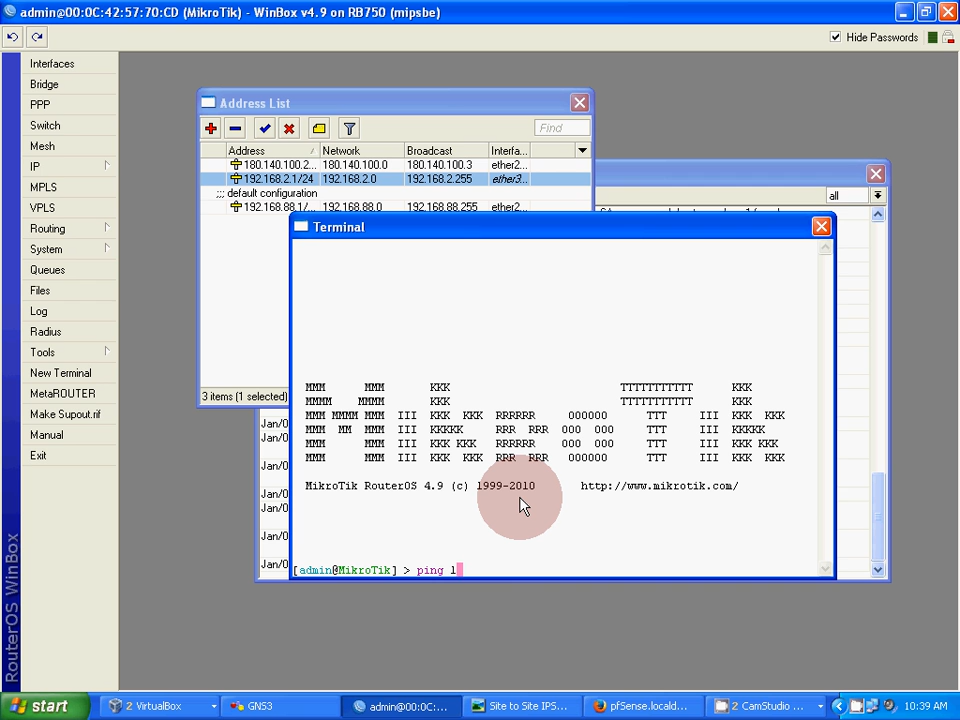 admin@00:0C:42:57:70:CD (MikroTik) - WinBox v4.9 on RB750 (mipsbe)
Hide Passwords
Interfaces
Bridge
PPP
Switch
Mesh
IP
MPLS
VPLS
Routing
System
Queues
Files
Log
Radius
Tools
New Terminal
MetaROUTER
Make Supout.rif
Manual
Exit
RouterOS WinBox
Address List
Find
Address Network Broadcast Interfa...
180.140.100.2... 180.140.100.0 180.140.100.3 ether2...
192.168.2.1/24 192.168.2.0 192.168.2.255 ether3...
;;; default configuration
192.168.88.1/... 192.168.88.0 192.168.88.255 ether2...
3 items (1 selected)
all
Jan/0
Jan/0
Jan/0
Jan/0
Jan/0
Jan/0
Jan/0
Terminal
MMM MMM KKK TTTTTTTTTTT KKK
MMMM MMMM KKK TTTTTTTTTTT KKK
MMM MMMM MMM III KKK KKK RRRRRR OOOOOO TTT III KKK KKK
MMM MM MMM III KKKKK RRR RRR OOO OOO TTT III KKKKK
MMM MMM III KKK KKK RRRRRR OOO OOO TTT III KKK KKK
MMM MMM III KKK KKK RRR RRR OOOOOO TTT III KKK KKK
MikroTik RouterOS 4.9 (c) 1999-2010 http://www.mikrotik.com/
[admin@MikroTik] > ping 1
start
2 VirtualBox
GNS3
admin@00:0C:...
Site to Site IPS...
pfSense.locald...
2 CamStudio
10:39 AM